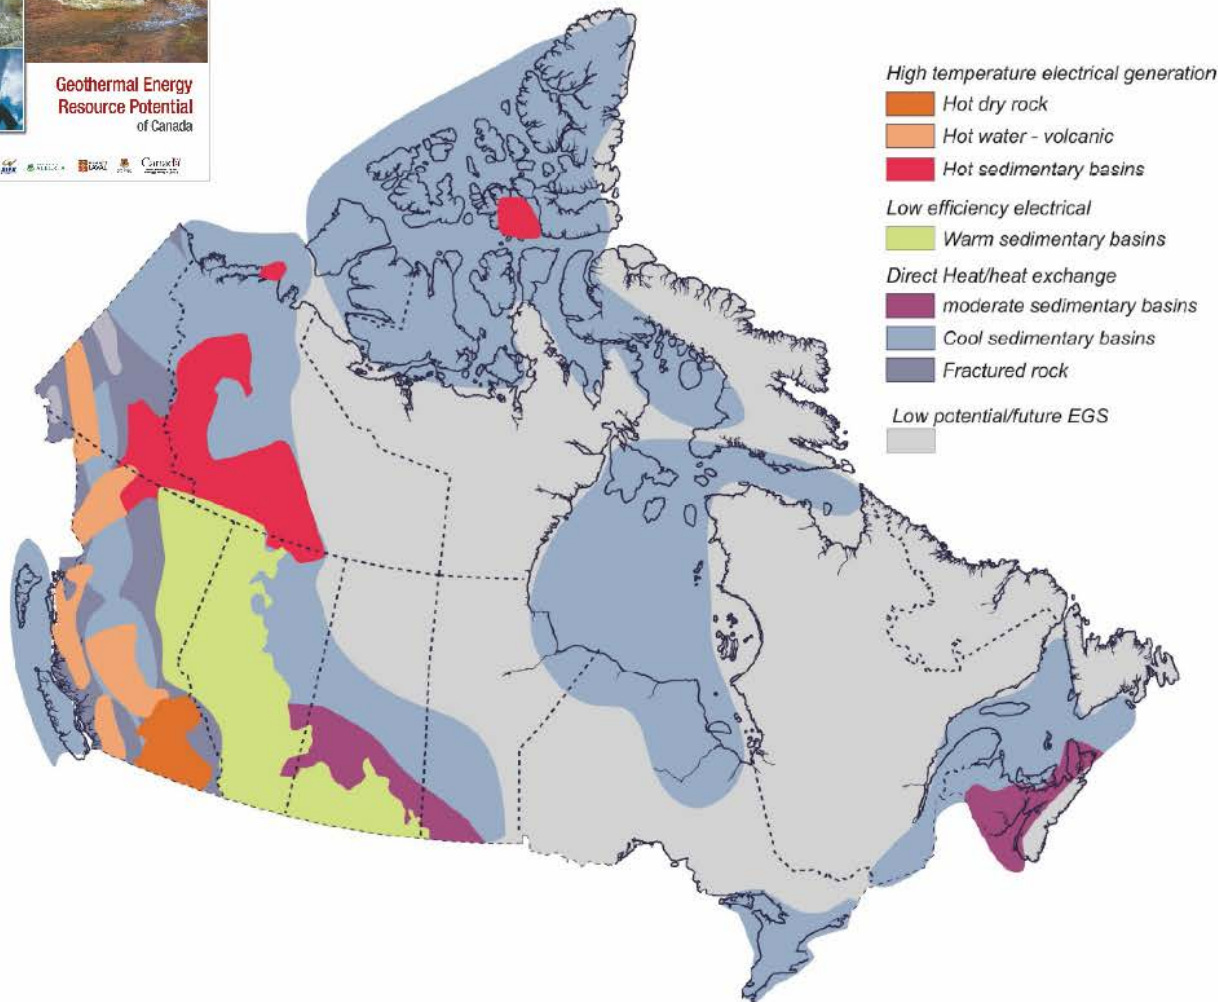 Geothermal Energy
Resource Potential
of Canada
Canada
High temperature electrical generation
Hot dry rock
Hot water - volcanic
Hot sedimentary basins
Low efficiency electrical
Warm sedimentary basins
Direct Heat/heat exchange
moderate sedimentary basins
Cool sedimentary basins
Fractured rock
Low potential/future EGS